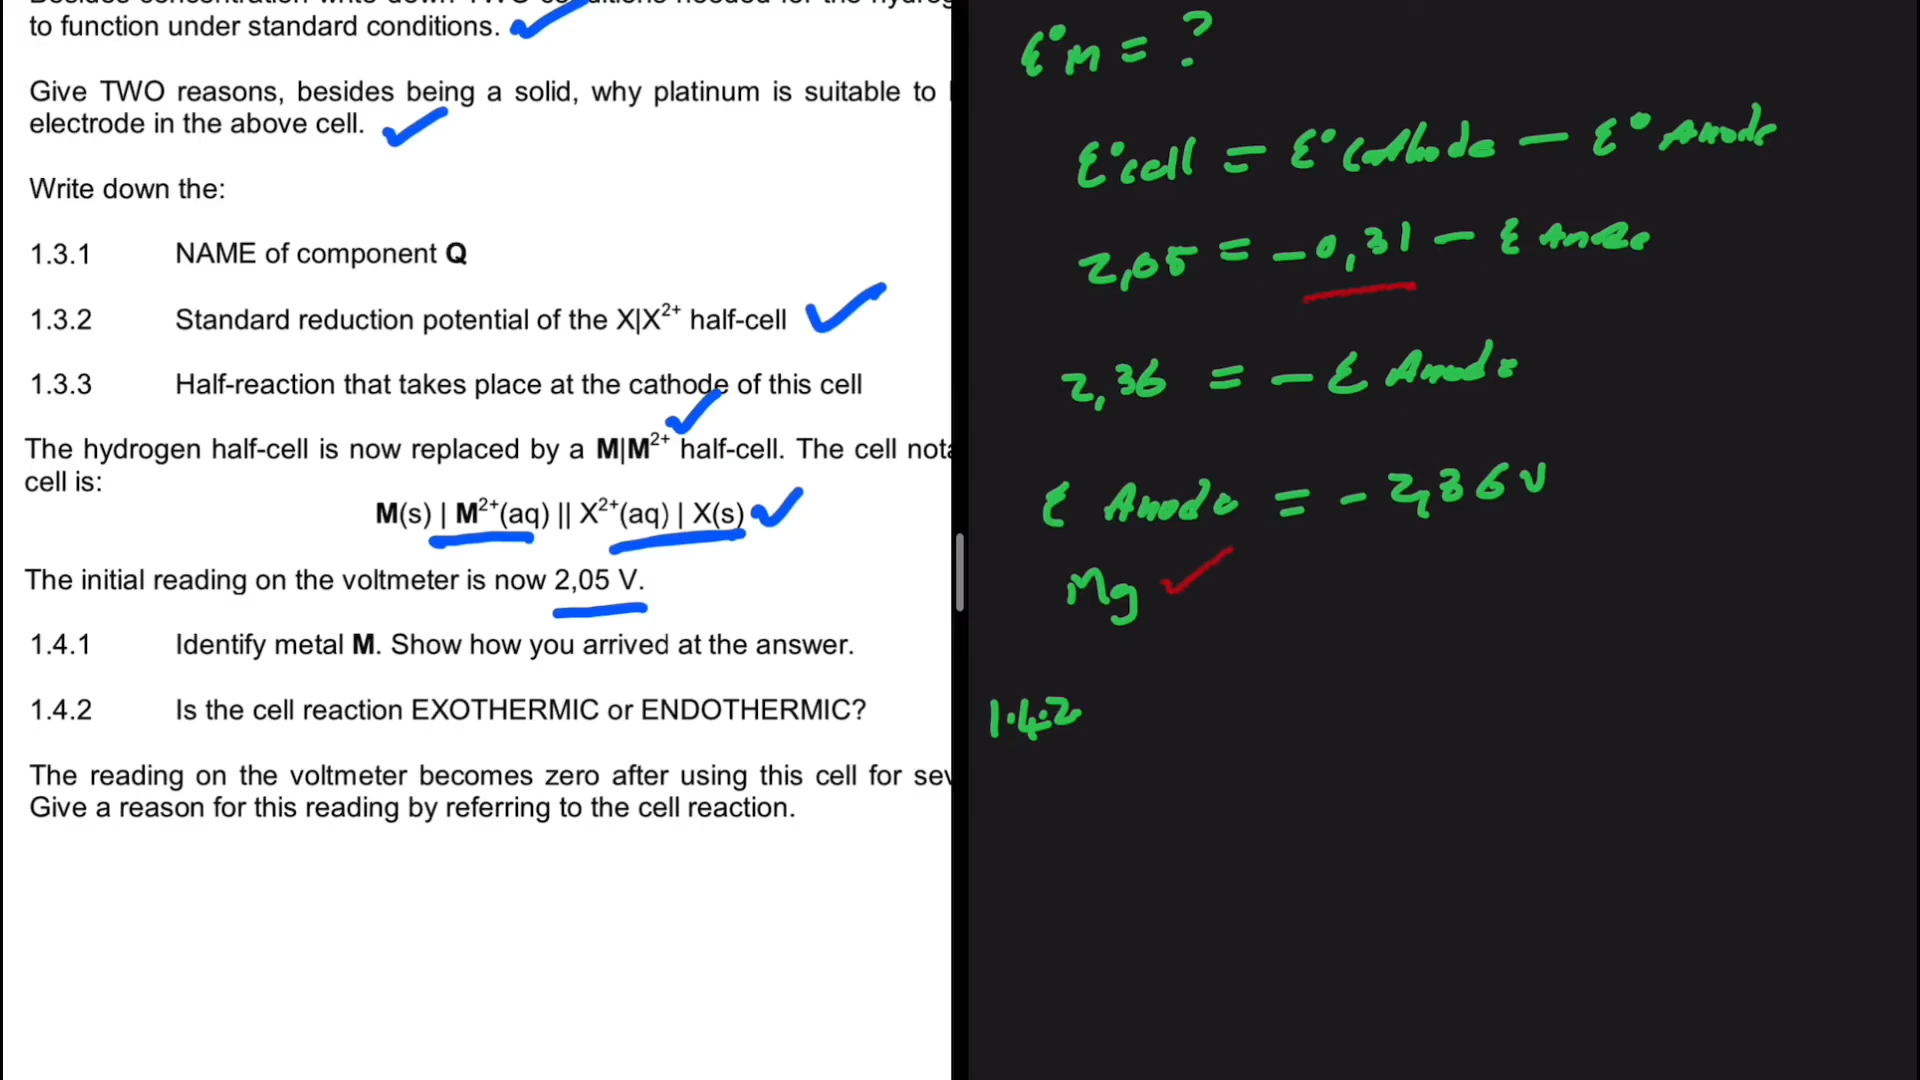 to function under standard conditions.
Give TWO reasons, besides being a solid, why platinum is suitable to
electrode in the above cell.
Write down the:
1.3.1 NAME of component Q
1.3.2 Standard reduction potential of the X|X²⁺ half-cell
1.3.3 Half-reaction that takes place at the cathode of this cell
The hydrogen half-cell is now replaced by a M|M²⁺ half-cell. The cell nota
cell is:
M(s) | M²⁺(aq) || X²⁺(aq) | X(s)
The initial reading on the voltmeter is now 2,05 V.
1.4.1 Identify metal M. Show how you arrived at the answer.
1.4.2 Is the cell reaction EXOTHERMIC or ENDOTHERMIC?
The reading on the voltmeter becomes zero after using this cell for sev
Give a reason for this reading by referring to the cell reaction.
E°M = ?
E°cell = E°Cathode - E°Anode
2,05 = -0,31 - E Anode
2,36 = - E Anode
E Anode = - 2,36 V
Mg
1.4.2